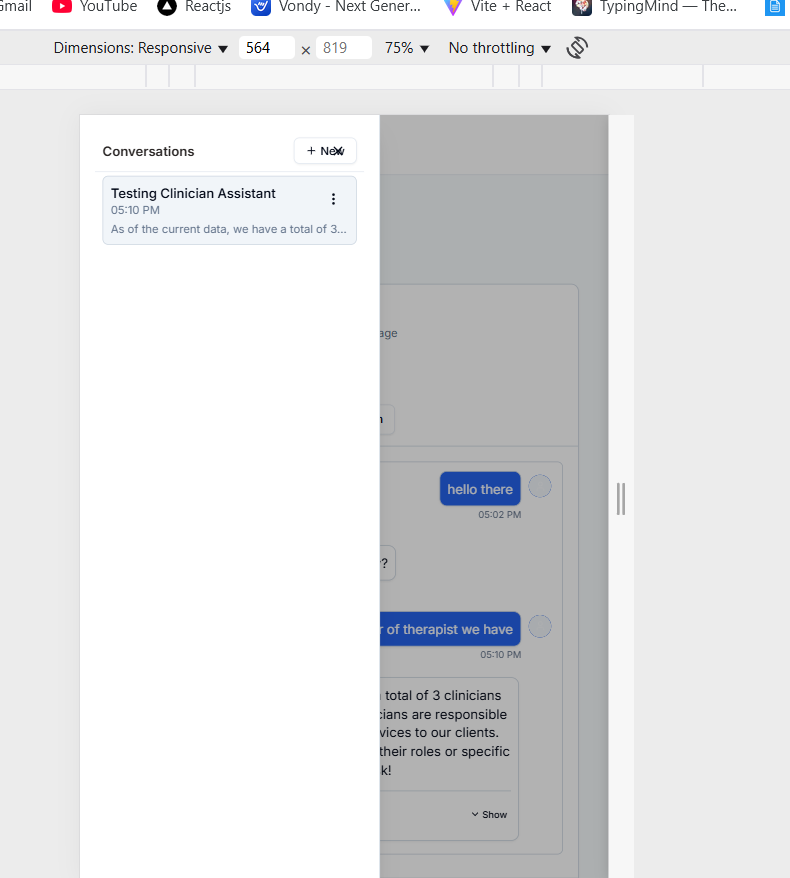 Gmail YouTube Reactjs Vondy - Next Gener... Vite + React TypingMind — The...
Dimensions: Responsive 564 × 819 75% No throttling
Conversations + New
Testing Clinician Assistant
05:10 PM
As of the current data, we have a total of 3...
age
n
hello there
05:02 PM
?
r of therapist we have
05:10 PM
total of 3 clinicians
cians are responsible
vices to our clients.
their roles or specific
k!
Show